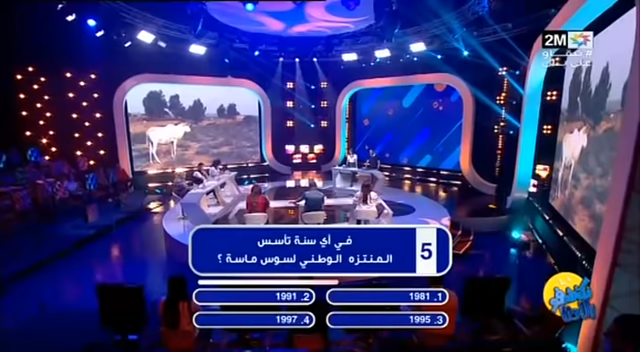 2M
في أي سنة تأسس
المنتزه الوطني لسوس ماسة ؟
5
1. 1981
2. 1991
3. 1995
4. 1997